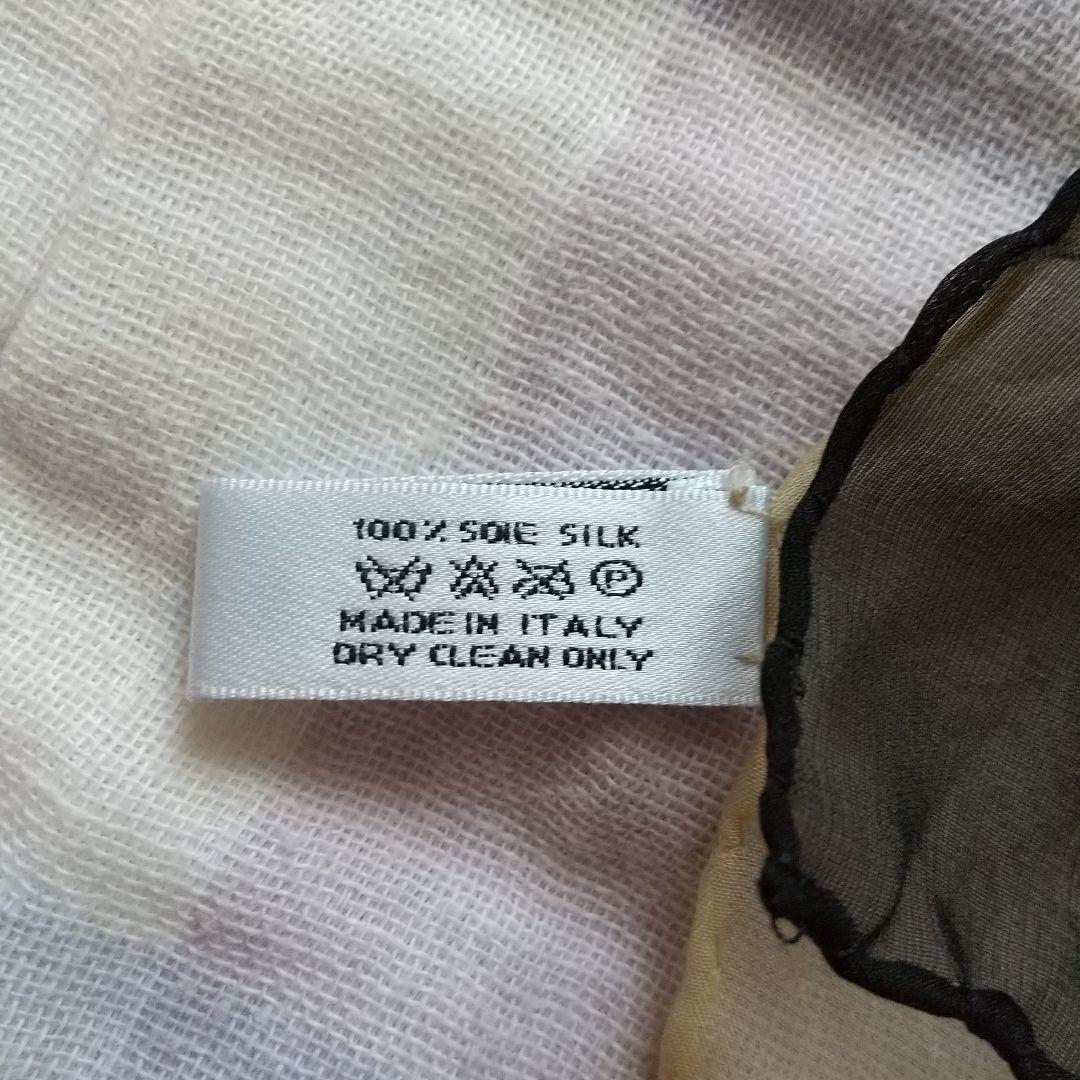 100% SOIE SILK
P
MADE IN ITALY
DRY CLEAN ONLY